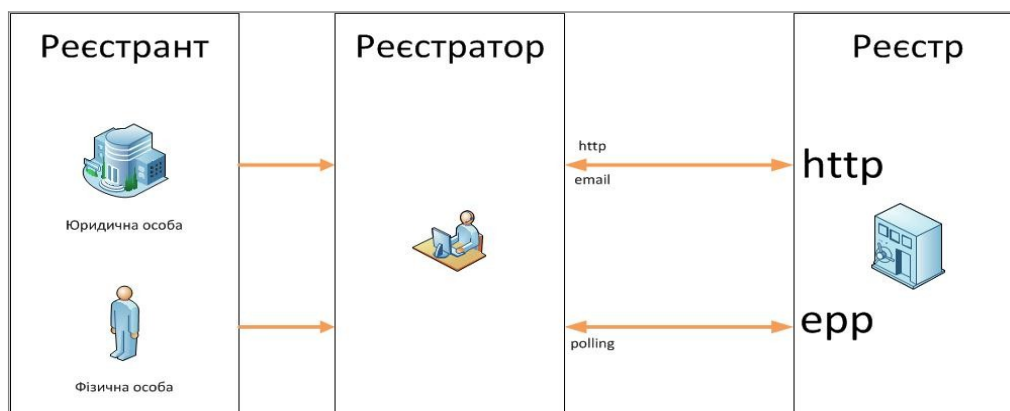 Реєстрант
Реєстратор
Реєстр
Юридична особа
Фізична особа
http
email
polling
http
epp